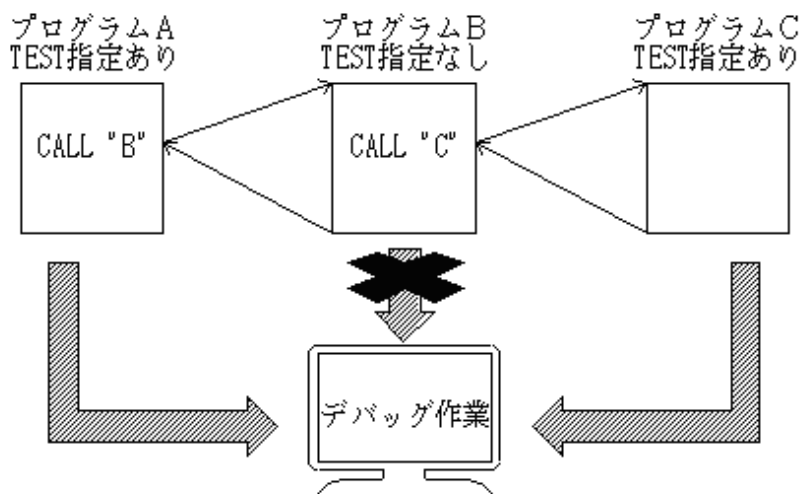 プログラムA
TEST指定あり
プログラムB
TEST指定なし
プログラムC
TEST指定あり
CALL "B"
CALL "C"
デバッグ作業